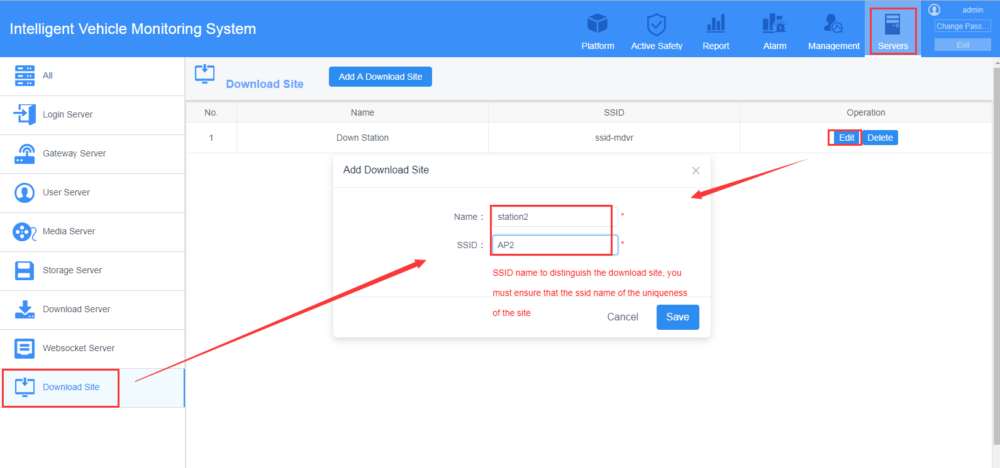 Intelligent Vehicle Monitoring System
Platform
Active Safety
Report
Alarm
Management
Servers
admin
Change Pass...
Exit
All
Login Server
Gateway Server
User Server
Media Server
Storage Server
Download Server
Websocket Server
Download Site
Download Site
Add A Download Site
No. Name SSID Operation
1 Down Station ssid-mdvr Edit Delete
Add Download Site
Name : station2 *
SSID : AP2 *
SSID name to distinguish the download site, you
must ensure that the ssid name of the uniqueness
of the site
Cancel Save